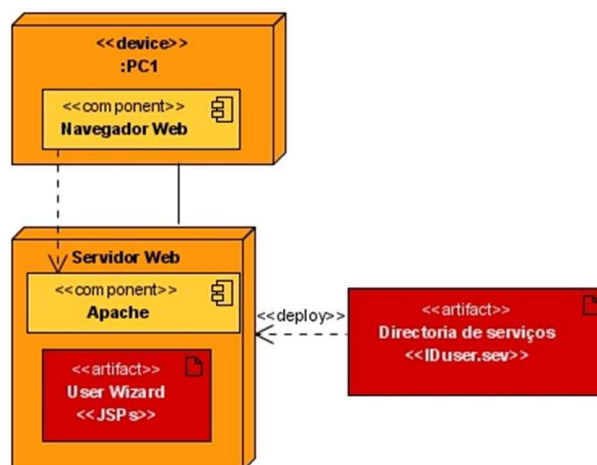 <<device>>
:PC1
<<component>>
Navegador Web
Servidor Web
<<component>>
Apache
<<artifact>>
User Wizard
<<JSPs>>
<<deploy>>
<<artifact>>
Directoria de serviços
<<IDuser.sev>>